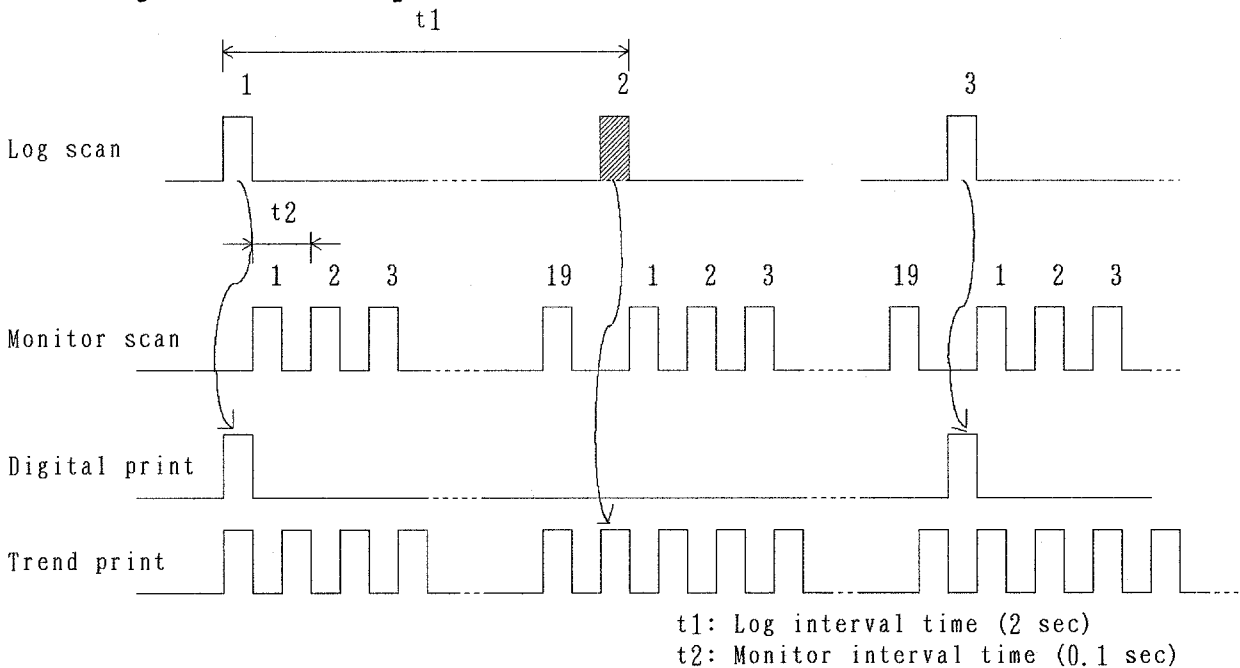 t1
1 2 3
Log scan
t2
1 2 3 19 1 2 3 19 1 2 3
Monitor scan
Digital print
Trend print
t1: Log interval time (2 sec)
t2: Monitor interval time (0.1 sec)